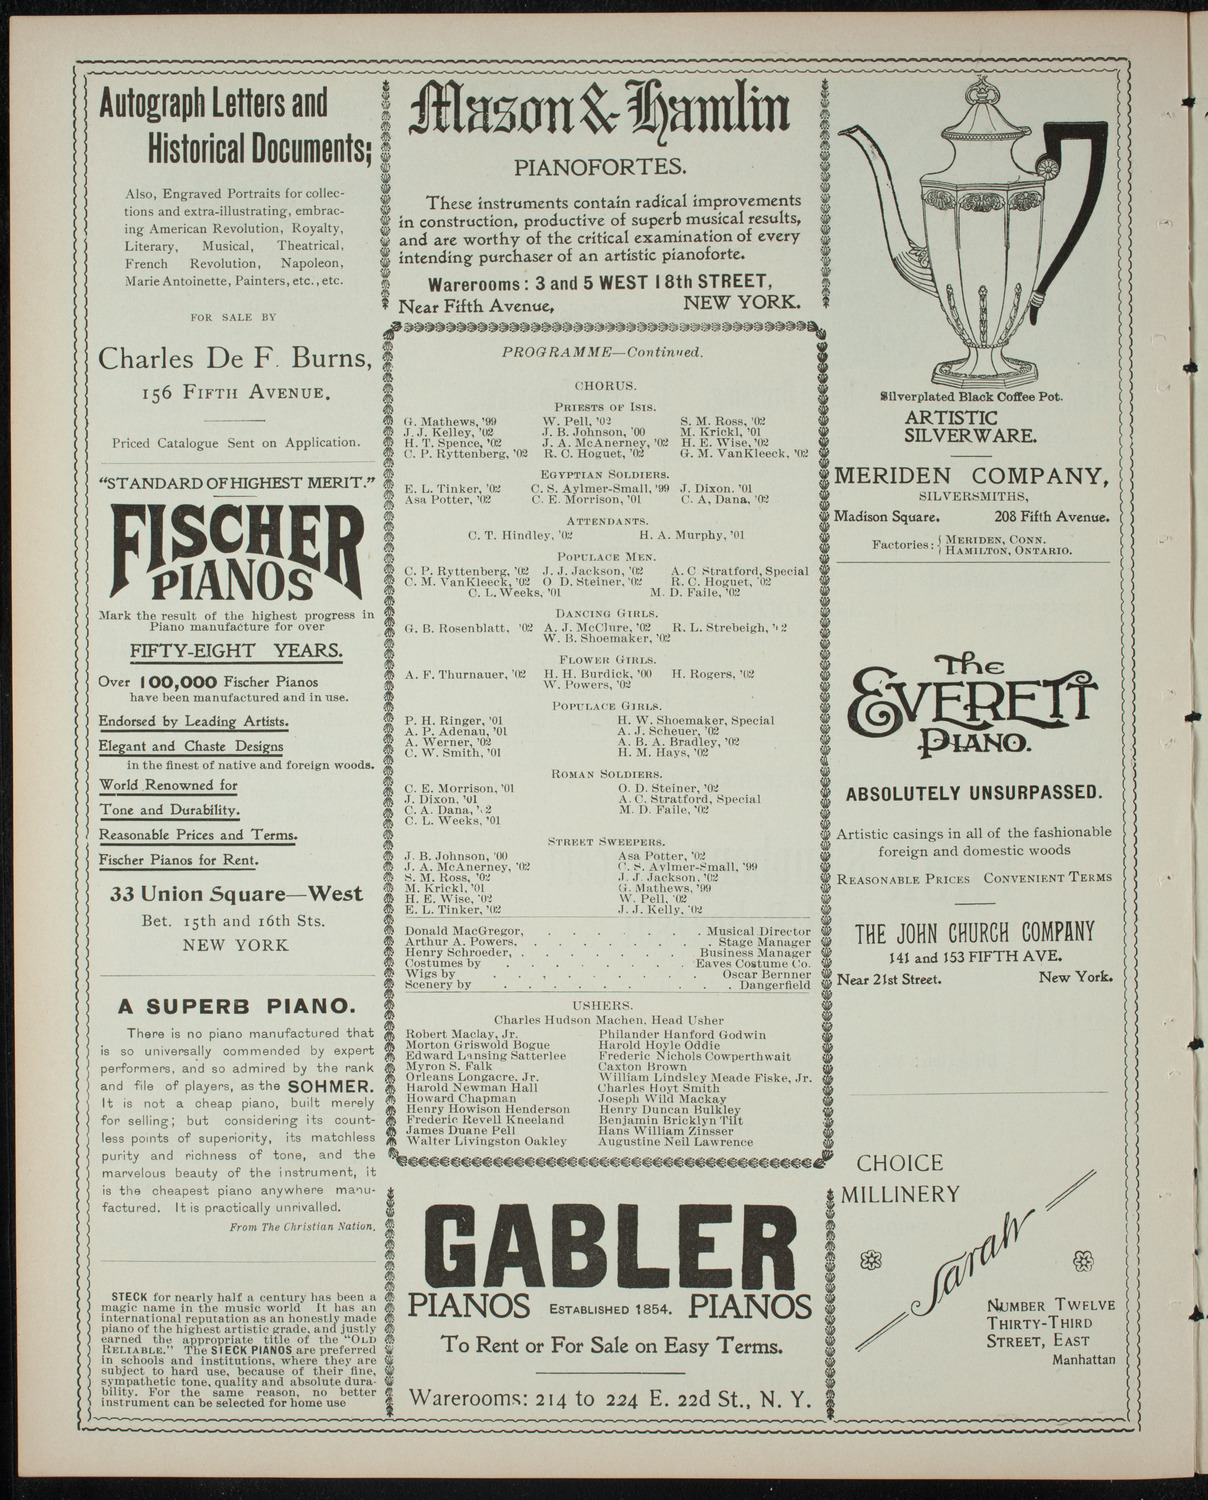 Autograph Letters and
Historical Documents;
Also, Engraved Portraits for collec-
tions and extra-illustrating, embrac-
ing American Revolution, Royalty,
Literary, Musical, Theatrical,
French Revolution, Napoleon,
Marie Antoinette, Painters, etc., etc.
FOR SALE BY
Charles De F. Burns,
156 FIFTH AVENUE.
Priced Catalogue Sent on Application.
"STANDARD OF HIGHEST MERIT."
FISCHER
PIANOS
Mark the result of the highest progress in
Piano manufacture for over
FIFTY-EIGHT YEARS.
Over 100,000 Fischer Pianos
have been manufactured and in use.
Endorsed by Leading Artists.
Elegant and Chaste Designs
in the finest of native and foreign woods.
World Renowned for
Tone and Durability.
Reasonable Prices and Terms.
Fischer Pianos for Rent.
33 Union Square—West
Bet. 15th and 16th Sts.
NEW YORK
A SUPERB PIANO.
There is no piano manufactured that
is so universally commended by expert
performers, and so admired by the rank
and file of players, as the SOHMER.
It is not a cheap piano, built merely
for selling; but considering its count-
less points of superiority, its matchless
purity and richness of tone, and the
marvelous beauty of the instrument, it
is the cheapest piano anywhere manu-
factured. It is practically unrivalled.
From The Christian Nation.
STECK for nearly half a century has been a
magic name in the music world It has an
international reputation as an honestly made
piano of the highest artistic grade, and justly
earned the appropriate title of the "OLD
RELIABLE." The STECK PIANOS are preferred
in schools and institutions, where they are
subject to hard use, because of their fine,
sympathetic tone, quality and absolute dura-
bility. For the same reason, no better
instrument can be selected for home use
Mason & Hamlin
PIANOFORTES.
These instruments contain radical improvements
in construction, productive of superb musical results,
and are worthy of the critical examination of every
intending purchaser of an artistic pianoforte.
Warerooms: 3 and 5 WEST 18th STREET,
Near Fifth Avenue, NEW YORK.
PROGRAMME—Continued.
CHORUS.
PRIESTS OF ISIS.
G. Mathews, '99 W. Pell, '02 S. M. Ross, '02
J. J. Kelley, '02 J. B. Johnson, '00 M. Krickl, '01
H. T. Spence, '02 J. A. McAnerney, '02 H. E. Wise, '02
C. P. Ryttenberg, '02 R. C. Hoguet, '02 G. M. VanKleeck, '02
EGYPTIAN SOLDIERS.
E. L. Tinker, '02 C. S. Aylmer-Small, '99 J. Dixon. '01
Asa Potter, '02 C. E. Morrison, '01 C. A, Dana, '02
ATTENDANTS.
C. T. Hindley, '02 H. A. Murphy, '01
POPULACE MEN.
C. P. Ryttenberg, '02 J. J. Jackson, '02 A. C Stratford, Special
C. M. VanKleeck, '02 O D. Steiner, '02 R. C. Hoguet, '02
C. L. Weeks, '01 M. D. Faile, '02
DANCING GIRLS.
G. B. Rosenblatt, '02 A. J. McClure, '02 R. L. Strebeigh, '02
W. B. Shoemaker, '02
FLOWER GIRLS.
A. F. Thurnauer, '02 H. H. Burdick, '00 H. Rogers, '02
W. Powers, '02
POPULACE GIRLS.
P. H. Ringer, '01 H. W. Shoemaker, Special
A. P. Adenau, '01 A. J. Scheuer, '02
A. Werner, '02 A. B. A. Bradley, '02
C. W. Smith, '01 H. M. Hays, '02
ROMAN SOLDIERS.
C. E. Morrison, '01 O. D. Steiner, '02
J. Dixon, '01 A. C. Stratford, Special
C. A. Dana, '02 M. D. Faile, '02
C. L. Weeks, '01
STREET SWEEPERS.
J. B. Johnson, '00 Asa Potter, '02
J. A. McAnerney, '02 C. S. Aylmer-Small, '99
S. M. Ross, '02 J. J. Jackson, '02
M. Krickl, '01 G. Mathews, '99
H. E. Wise, '02 W. Pell, '02
E. L. Tinker, '02 J. J. Kelly, '02
Donald MacGregor, . . . . . . . Musical Director
Arthur A. Powers, . . . . . . . . Stage Manager
Henry Schroeder, . . . . . . . Business Manager
Costumes by . . . . . . . Eaves Costume Co.
Wigs by . . . . . . . . Oscar Bernner
Scenery by . . . . . . . . . Dangerfield
USHERS.
Charles Hudson Machen, Head Usher
Robert Maclay, Jr. Philander Hanford Godwin
Morton Griswold Bogue Harold Hoyle Oddie
Edward Lansing Satterlee Frederic Nichols Cowperthwait
Myron S. Falk Caxton Brown
Orleans Longacre, Jr. William Lindsley Meade Fiske, Jr.
Harold Newman Hall Charles Hoyt Smith
Howard Chapman Joseph Wild Mackay
Henry Howison Henderson Henry Duncan Bulkley
Frederic Revell Kneeland Benjamin Bricklyn Tilt
James Duane Pell Hans William Zinsser
Walter Livingston Oakley Augustine Neil Lawrence
GABLER
PIANOS ESTABLISHED 1854. PIANOS
To Rent or For Sale on Easy Terms.
Warerooms: 214 to 224 E. 22d St., N. Y.
Silverplated Black Coffee Pot.
ARTISTIC
SILVERWARE.
MERIDEN COMPANY,
SILVERSMITHS,
Madison Square. 208 Fifth Avenue.
Factories: { MERIDEN, CONN.
HAMILTON, ONTARIO.
The
EVERETT
PIANO.
ABSOLUTELY UNSURPASSED.
Artistic casings in all of the fashionable
foreign and domestic woods
REASONABLE PRICES CONVENIENT TERMS
THE JOHN CHURCH COMPANY
141 and 153 FIFTH AVE.
Near 21st Street. New York.
CHOICE
MILLINERY
Sarah
NUMBER TWELVE
THIRTY-THIRD
STREET, EAST
Manhattan